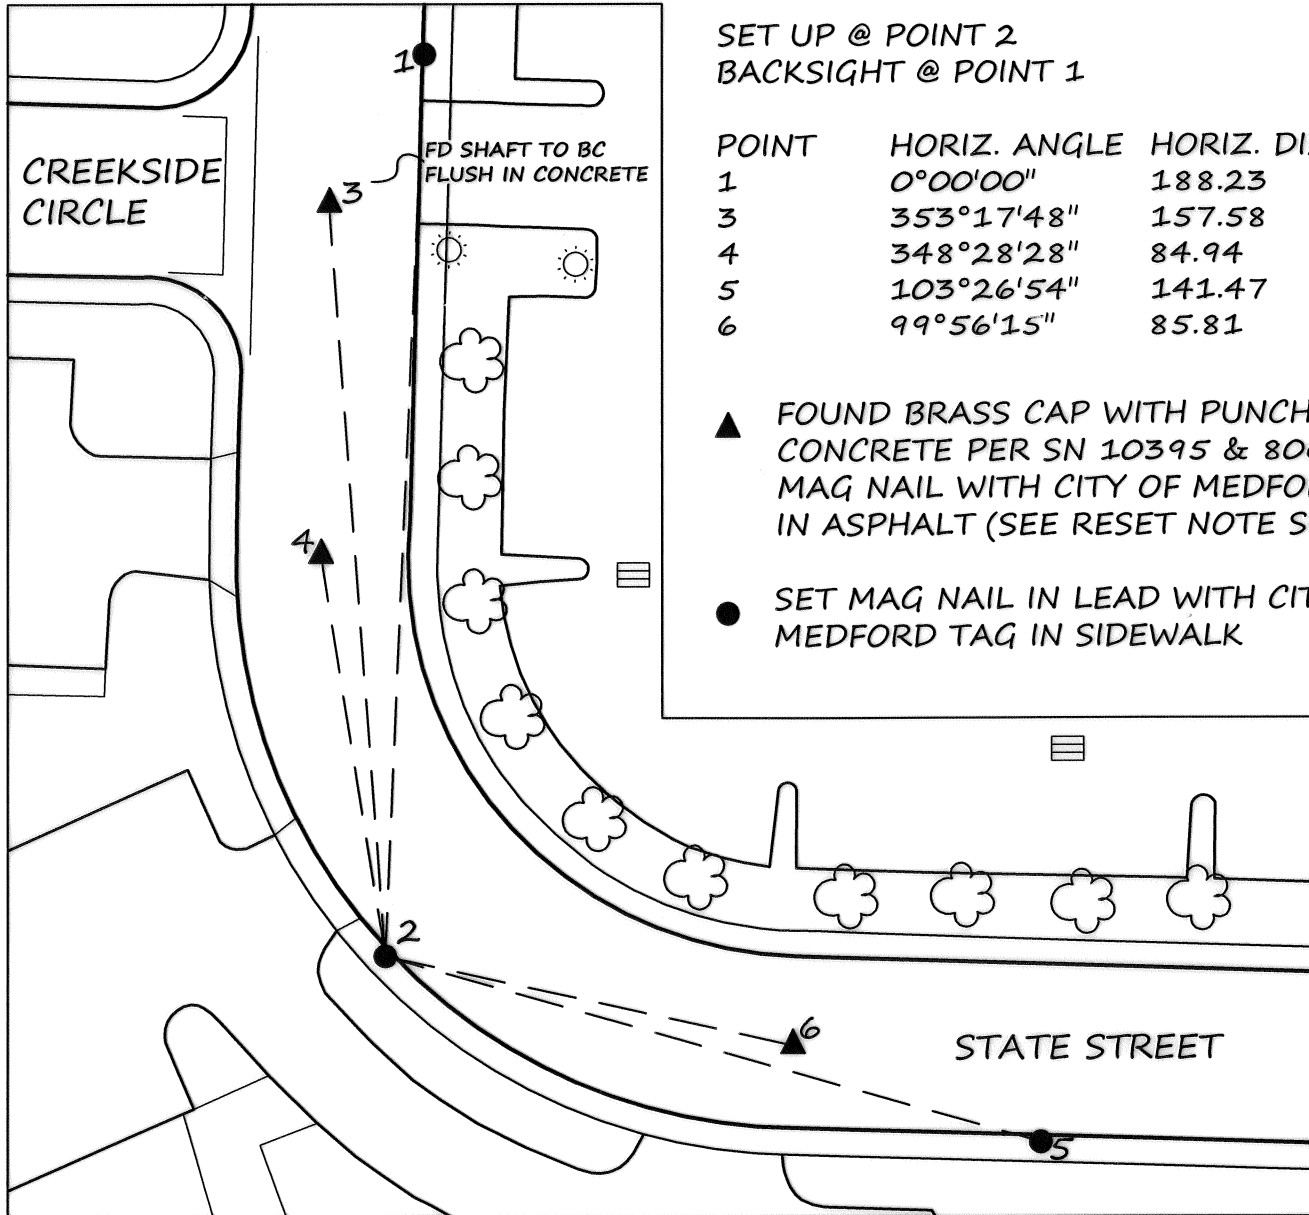 SET UP @ POINT 2
BACKSIGHT @ POINT 1
POINT HORIZ. ANGLE HORIZ.
1 0°00'00" 188.23
3 353°17'48" 157.58
4 348°28'28" 84.94
5 103°26'54" 141.47
6 99°56'15" 85.81
FOUND BRASS CAP WITH PUNCH
CONCRETE PER SN 10395 &
MAG NAIL WITH CITY OF
IN ASPHALT (SEE RESET NOTE
SET MAG NAIL IN LEAD WITH
MEDFORD TAG IN SIDEWALK
1
FD SHAFT TO BC
FLUSH IN CONCRETE
CREEKSIDE
CIRCLE
3
4
2
6
STATE STREET
5